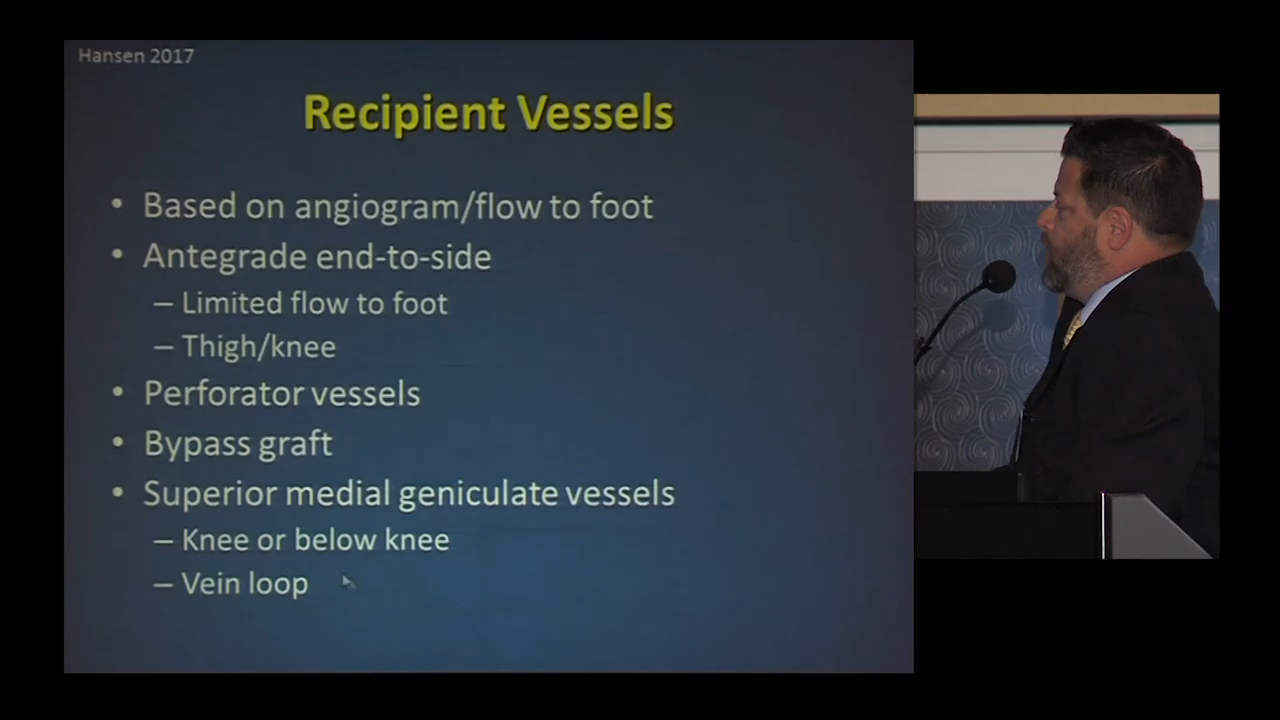 Hansen 2017
Recipient Vessels
• Based on angiogram/flow to foot
• Antegrade end-to-side
– Limited flow to foot
– Thigh/knee
• Perforator vessels
• Bypass graft
• Superior medial geniculate vessels
– Knee or below knee
– Vein loop